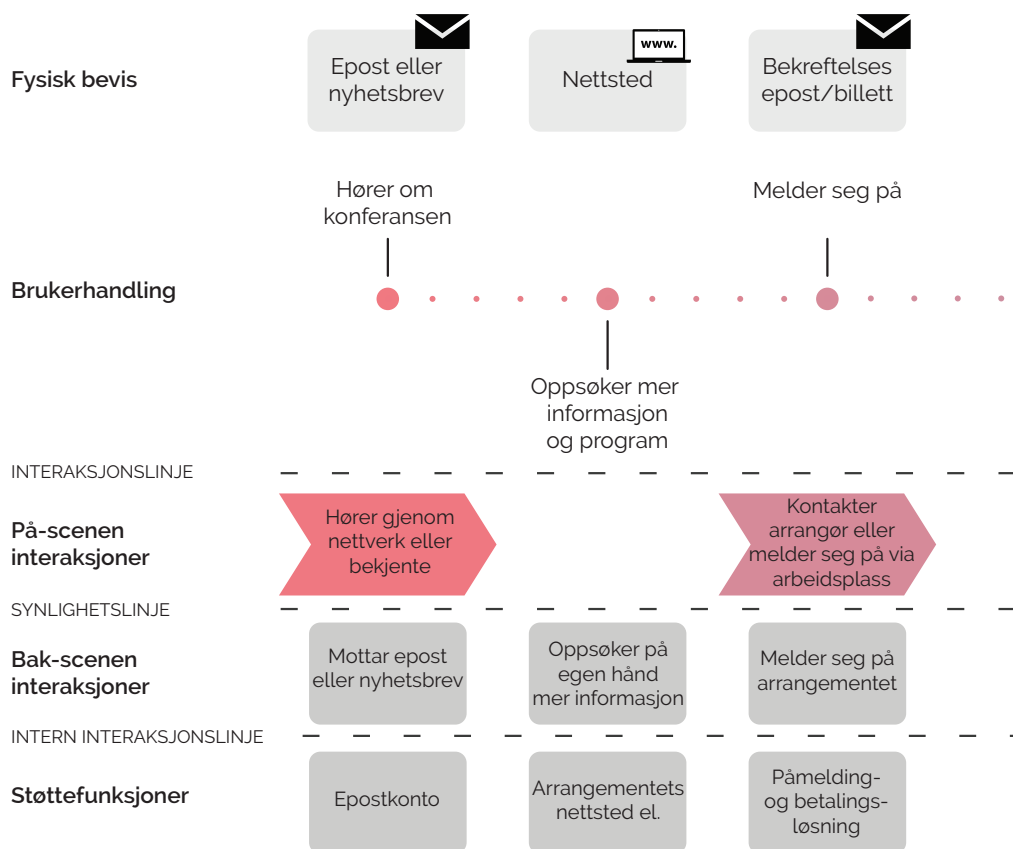 www.
Fysisk bevis
Epost eller
nyhetsbrev
Nettsted
Bekreftelses
epost/billett
Hører om
konferansen
Melder seg på
Brukerhandling
Oppsøker mer
informasjon
og program
INTERAKSJONSLINJE
På-scenen
interaksjoner
Hører gjenom
nettverk eller
bekjente
Kontakter
arrangør eller
melder seg på via
arbeidsplass
SYNLIGHETSLINJE
Bak-scenen
interaksjoner
Mottar epost
eller nyhetsbrev
Oppsøker på
egen hånd
mer informasjon
Melder seg på
arrangementet
INTERN INTERAKSJONSLINJE
Støttefunksjoner
Epostkonto
Arrangementets
nettsted el.
Påmelding-
og betalings-
løsning